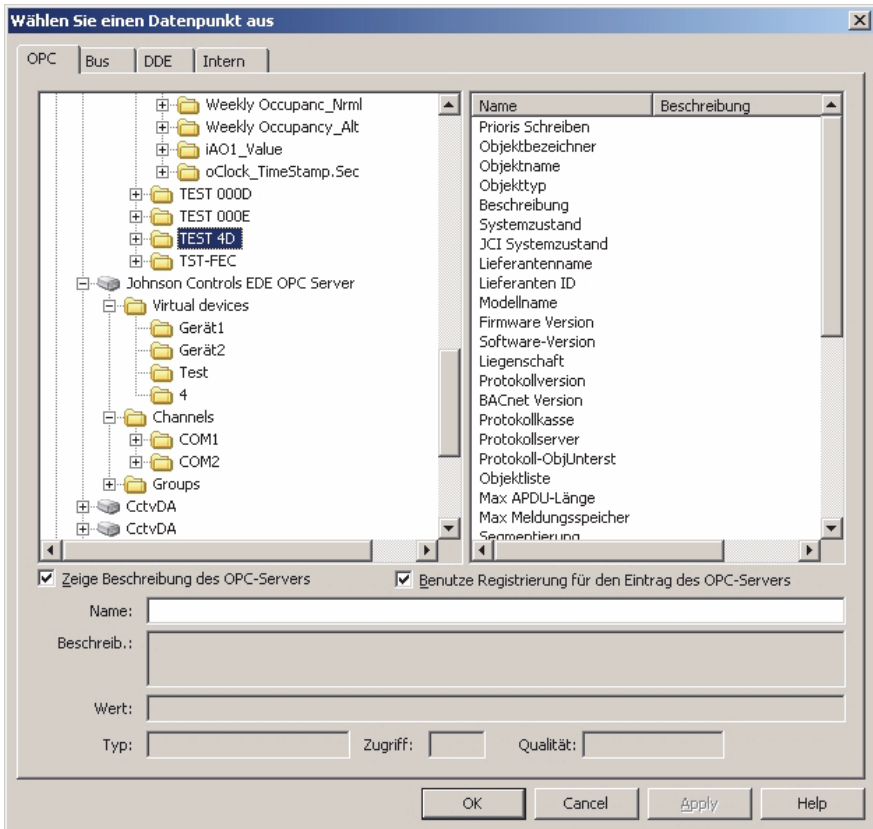 Wählen Sie einen Datenpunkt aus
OPC
Bus
DDE
Intern
Weekly Occupanc_Nrml
Weekly Occupancy_Alt
iAO1_Value
oClock_TimeStamp.Sec
TEST 000D
TEST 000E
TEST 4D
TST-FEC
Johnson Controls EDE OPC Server
Virtual devices
Gerät1
Gerät2
Test
4
Channels
COM1
COM2
Groups
CctvDA
CctvDA
Name
Beschreibung
Prioris Schreiben
Objektbezeichner
Objektname
Objekttyp
Beschreibung
Systemzustand
JCI Systemzustand
Lieferantenname
Lieferanten ID
Modellname
Firmware Version
Software-Version
Liegenschaft
Protokollversion
BACnet Version
Protokollkasse
Protokollserver
Protokoll-ObjUnterst
Objektliste
Max APDU-Länge
Max Meldungsspeicher
Segmentierung
Zeige Beschreibung des OPC-Servers
Benutze Registrierung für den Eintrag des OPC-Servers
Name:
Beschreib.:
Wert:
Typ:
Zugriff:
Qualität:
OK
Cancel
Apply
Help